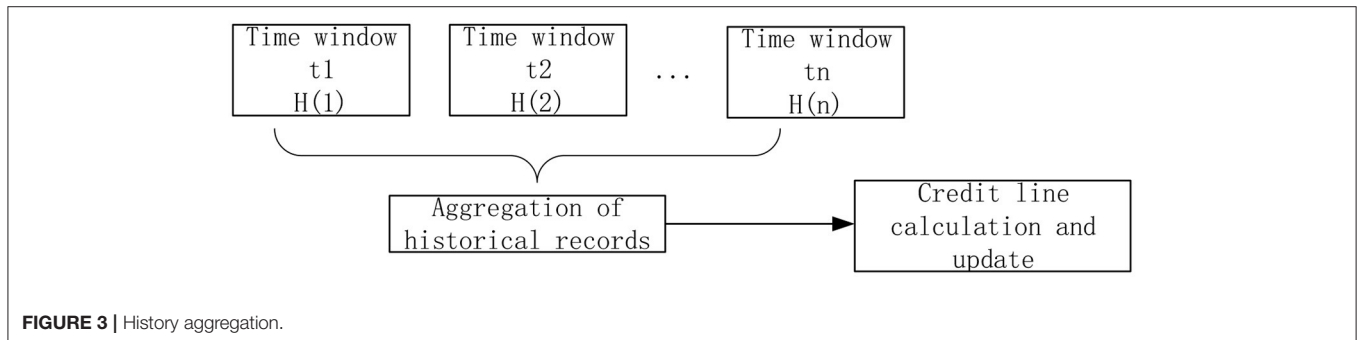 Time window
t1
H(1)
Time window
t2
H(2)
...
Time window
tn
H(n)
Aggregation of
historical records
Credit line
calculation and
update
FIGURE 3 | History aggregation.